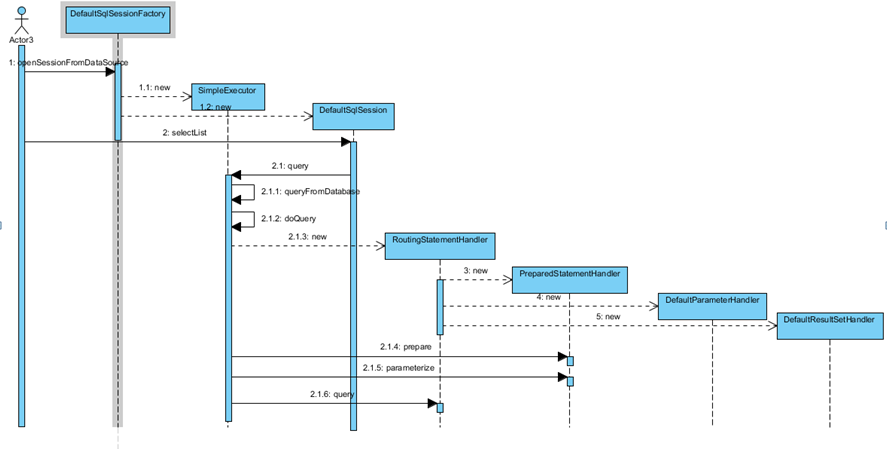 DefaultSqlSessionFactory
Actor3
1: openSessionFromDataSource
1.1: new
SimpleExecutor
1.2: new
DefaultSqlSession
2: selectList
2.1: query
2.1.1: queryFromDatabase
2.1.2: doQuery
2.1.3: new
RoutingStatementHandler
3: new
PreparedStatementHandler
4: new
DefaultParameterHandler
5: new
DefaultResultSetHandler
2.1.4: prepare
2.1.5: parameterize
2.1.6: query